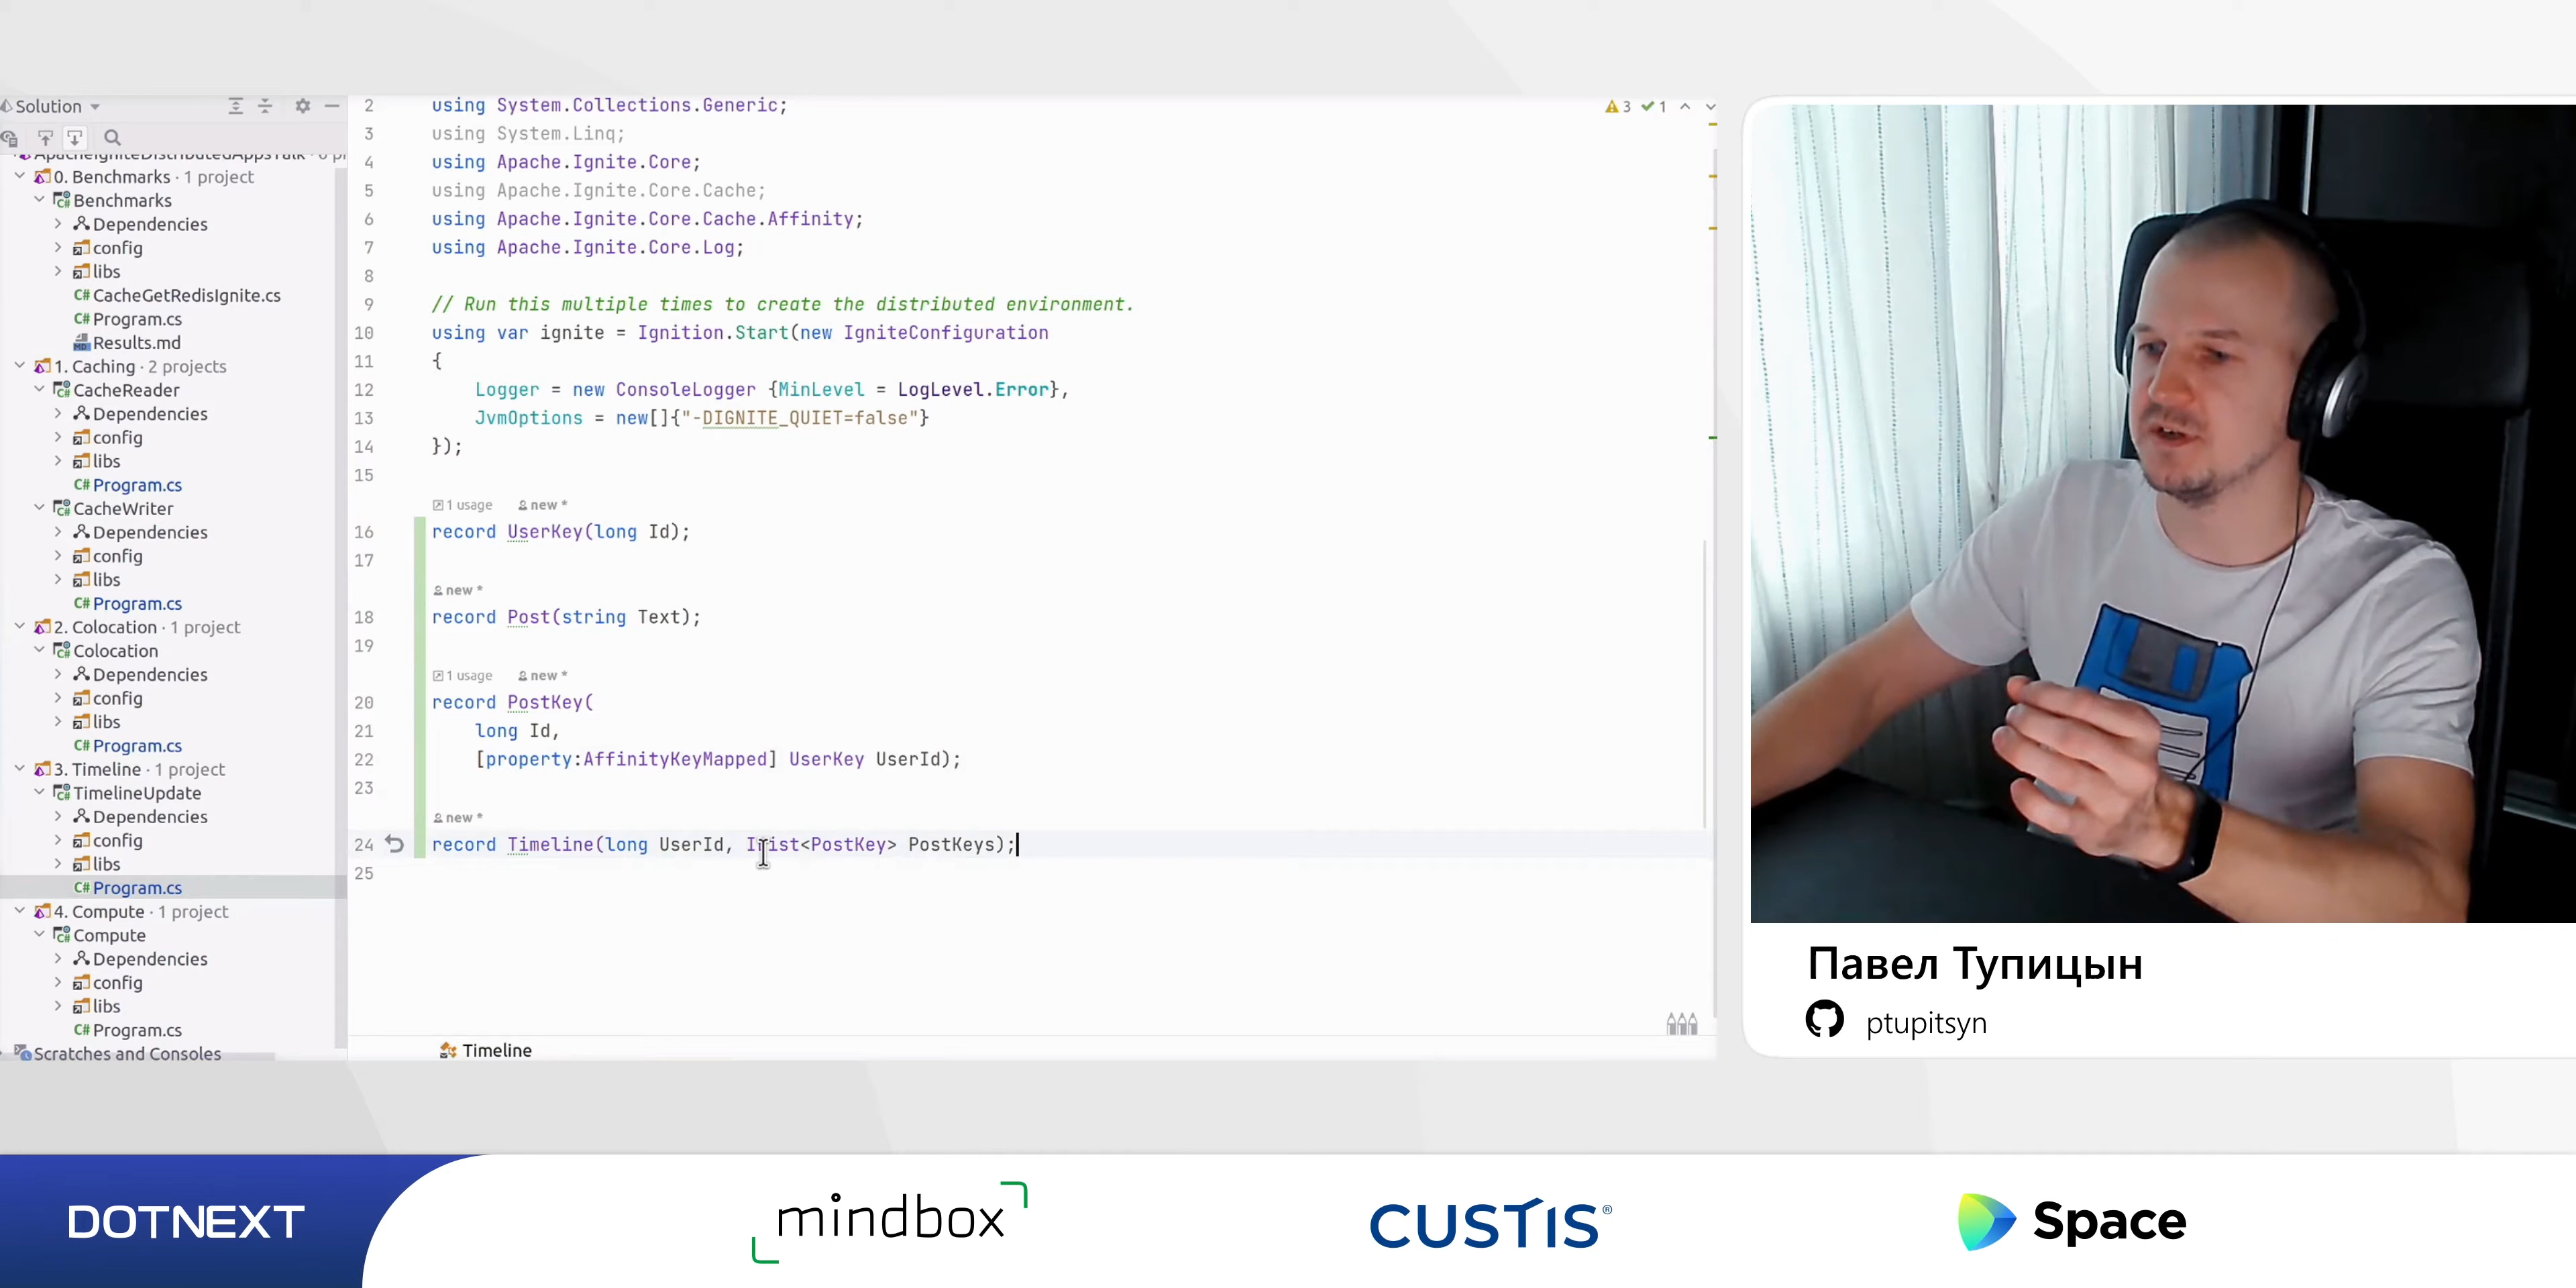 Solution
ApacheIgniteDistributedAppsTalk
0. Benchmarks · 1 project
Benchmarks
Dependencies
config
libs
C# CacheGetRedisIgnite.cs
C# Program.cs
Results.md
1. Caching · 2 projects
CacheReader
Dependencies
config
libs
C# Program.cs
CacheWriter
Dependencies
config
libs
C# Program.cs
2. Colocation · 1 project
Colocation
Dependencies
config
libs
C# Program.cs
3. Timeline · 1 project
TimelineUpdate
Dependencies
config
libs
C# Program.cs
4. Compute · 1 project
Compute
Dependencies
config
libs
C# Program.cs
Scratches and Consoles
3 1
2 using System.Collections.Generic;
3 using System.Linq;
4 using Apache.Ignite.Core;
5 using Apache.Ignite.Core.Cache;
6 using Apache.Ignite.Core.Cache.Affinity;
7 using Apache.Ignite.Core.Log;
8
9 // Run this multiple times to create the distributed environment.
10 using var ignite = Ignition.Start(new IgniteConfiguration
11 {
12 Logger = new ConsoleLogger {MinLevel = LogLevel.Error},
13 JvmOptions = new[]{"-DIGNITE_QUIET=false"}
14 });
15
1 usage new *
16 record UserKey(long Id);
17
new *
18 record Post(string Text);
19
1 usage new *
20 record PostKey(
21 long Id,
22 [property:AffinityKeyMapped] UserKey UserId);
23
new *
24 record Timeline(long UserId, IList<PostKey> PostKeys);
25
Timeline
Павел Тупицын
ptupitsyn
DOTNEXT
mindbox
CUSTIS®
Space